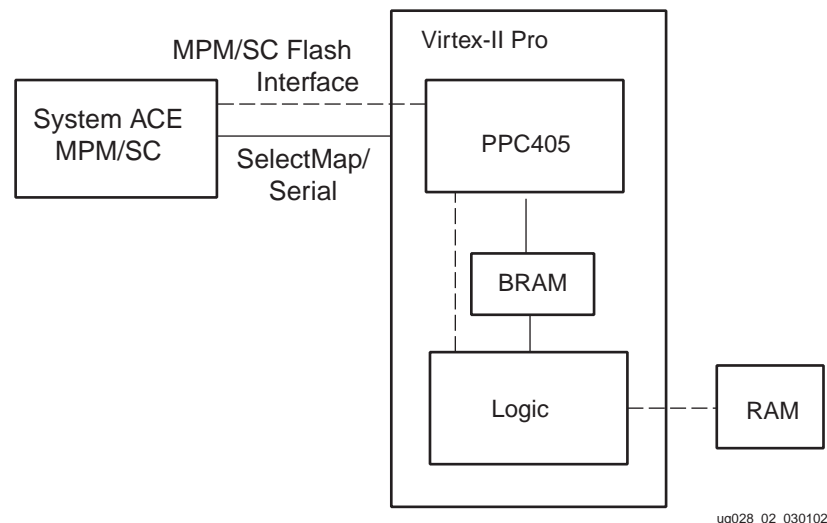 Virtex-II Pro
MPM/SC Flash
Interface
System ACE
MPM/SC
SelectMap/
Serial
PPC405
BRAM
Logic
RAM
ug028_02_030102